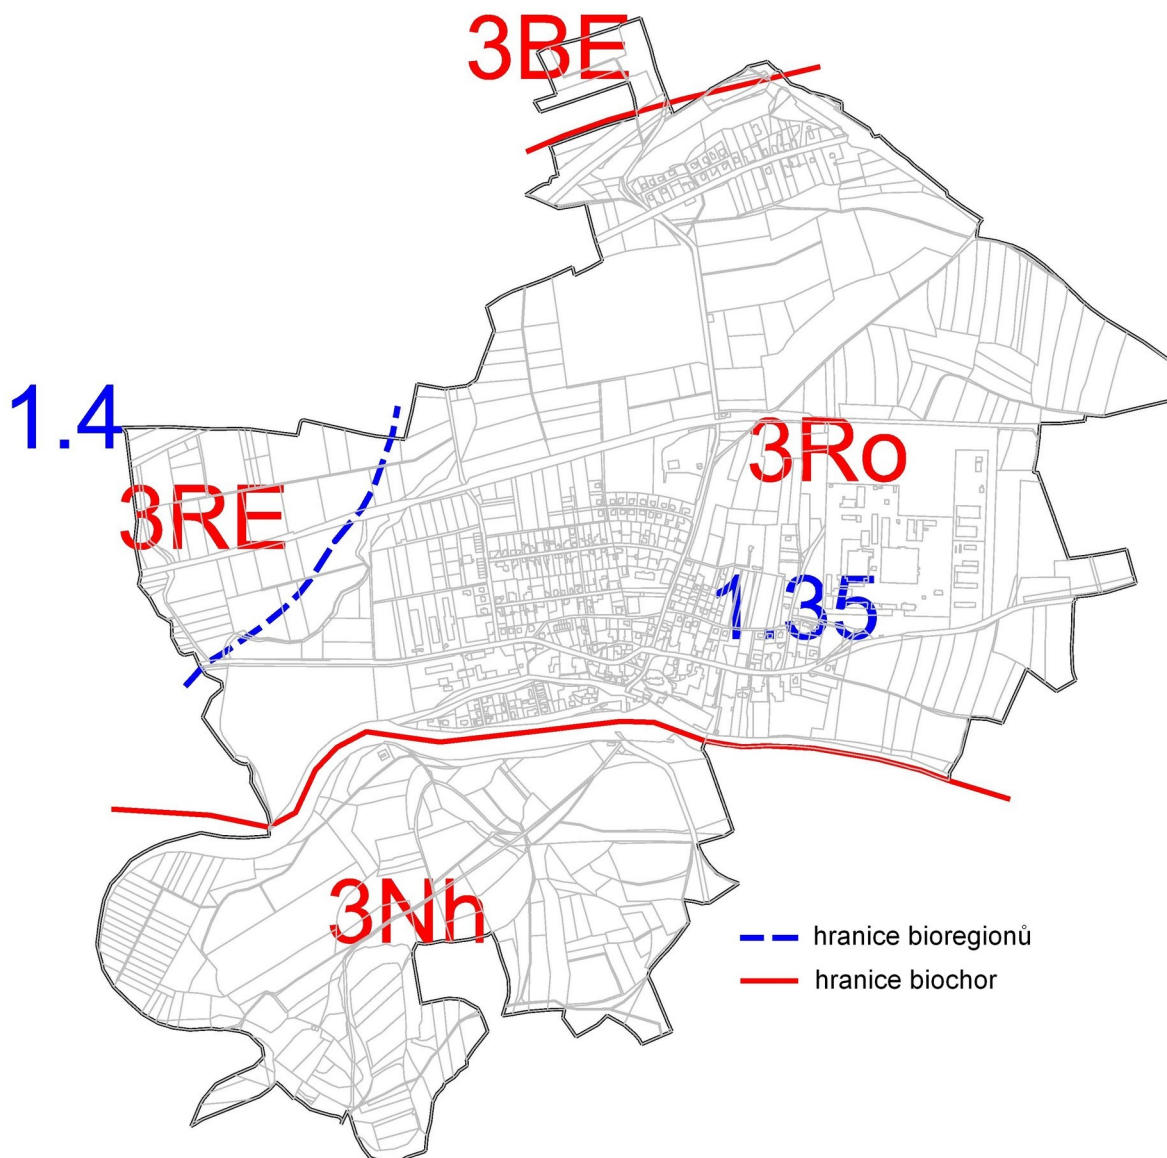 3BE
1.4
3Ro
3RE
1.35
3Nh
hranice bioregionů
hranice biochor